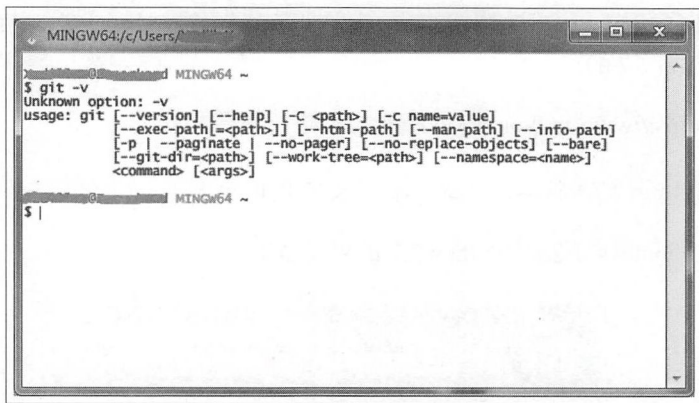 MINGW64:/c/Users/
MINGW64 ~
$ git -v
Unknown option: -v
usage: git [--version] [--help] [-C <path>] [-c name=value]
[--exec-path[=<path>]] [--html-path] [--man-path] [--info-path]
[-p | --paginate | --no-pager] [--no-replace-objects] [--bare]
[--git-dir=<path>] [--work-tree=<path>] [--namespace=<name>]
<command> [<args>]
MINGW64 ~
$